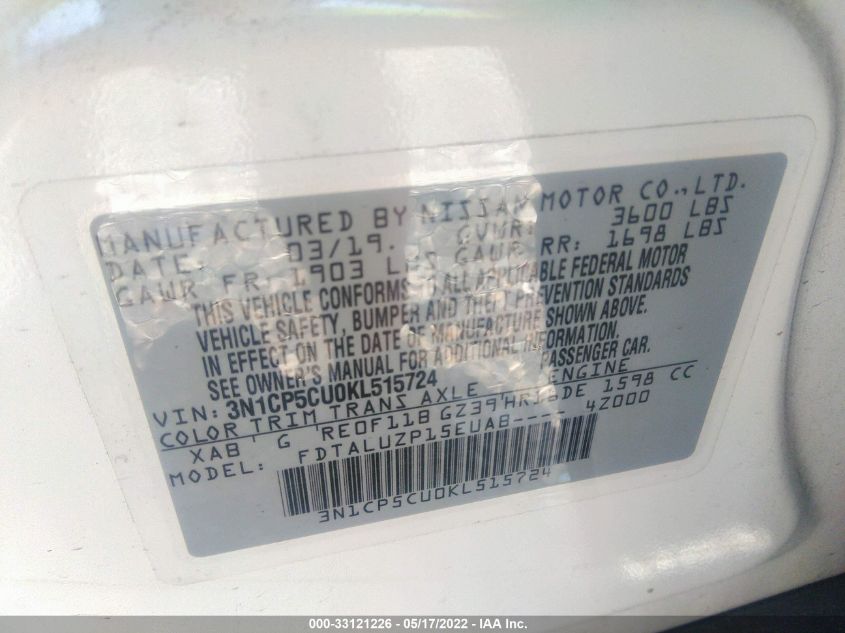 MANUFACTURED BY NISSAN MOTOR CO.,LTD.
DATE: 03/19. GVWR: 3600 LBS
GAWR FR: 1903 LBS GAWR RR: 1698 LBS
THIS VEHICLE CONFORMS TO ALL APPLICABLE FEDERAL MOTOR
VEHICLE SAFETY, BUMPER AND THEFT PREVENTION STANDARDS
IN EFFECT ON THE DATE OF MANUFACTURE SHOWN ABOVE.
SEE OWNER'S MANUAL FOR ADDITIONAL INFORMATION.
VIN: 3N1CP5CU0KL515724 PASSENGER CAR.
COLOR TRIM TRANS AXLE ENGINE
XAB G RE0F11B GZ39 HR16DE 1598 CC
MODEL: FDTALUZP15EUAB---- 4Z000
3N1CP5CU0KL515724
000-33121226 - 05/17/2022 - IAA Inc.